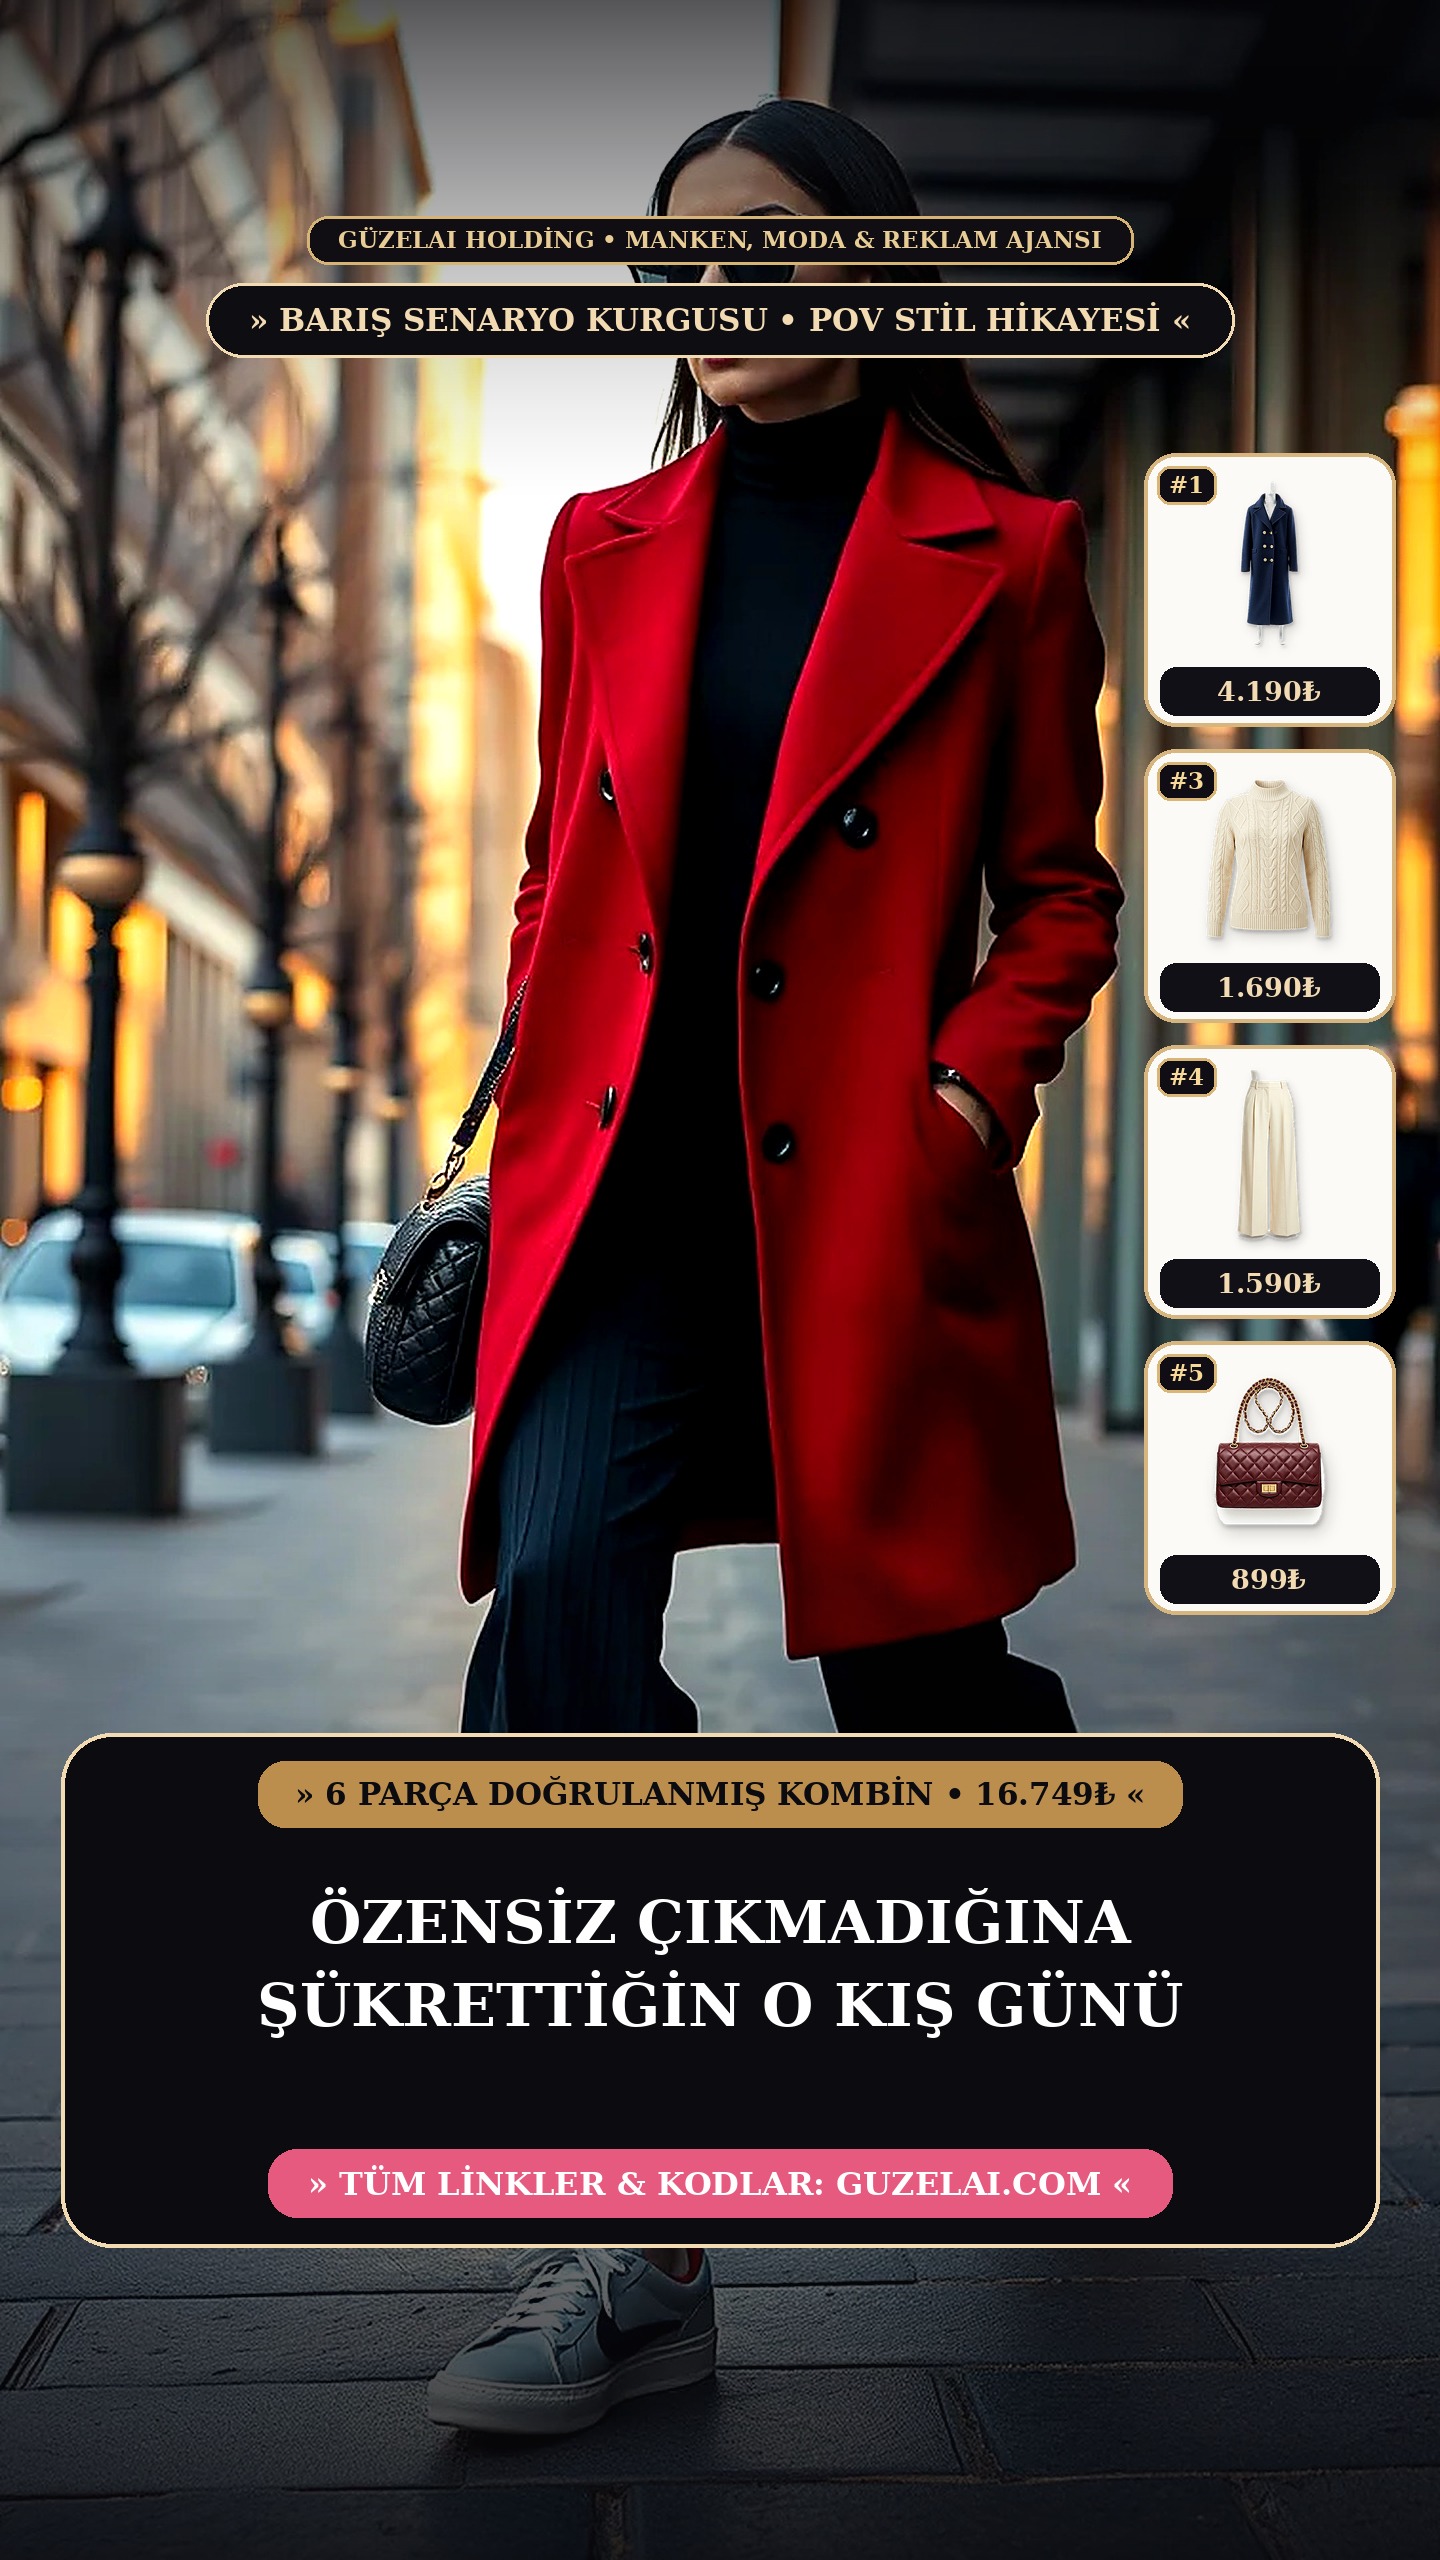 GÜZELAI HOLDİNG • MANKEN, MODA & REKLAM AJANSI
» BARIŞ SENARYO KURGUSU • POV STİL HİKAYESİ «
#1
4.190₺
#3
1.690₺
#4
1.590₺
#5
899₺
» 6 PARÇA DOĞRULANMIŞ KOMBİN • 16.749₺ «
ÖZENSİZ ÇIKMADIĞINA
ŞÜKRETTİĞİN O KIŞ GÜNÜ
» TÜM LİNKLER & KODLAR: GUZELAI.COM «